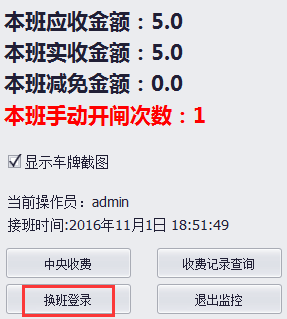 本班应收金额：5.0
本班实收金额：5.0
本班减免金额：0.0
本班手动开闸次数：1
显示车牌截图
当前操作员：admin
接班时间:2016年11月1日 18:51:49
中央收费 收费记录查询
换班登录 退出监控